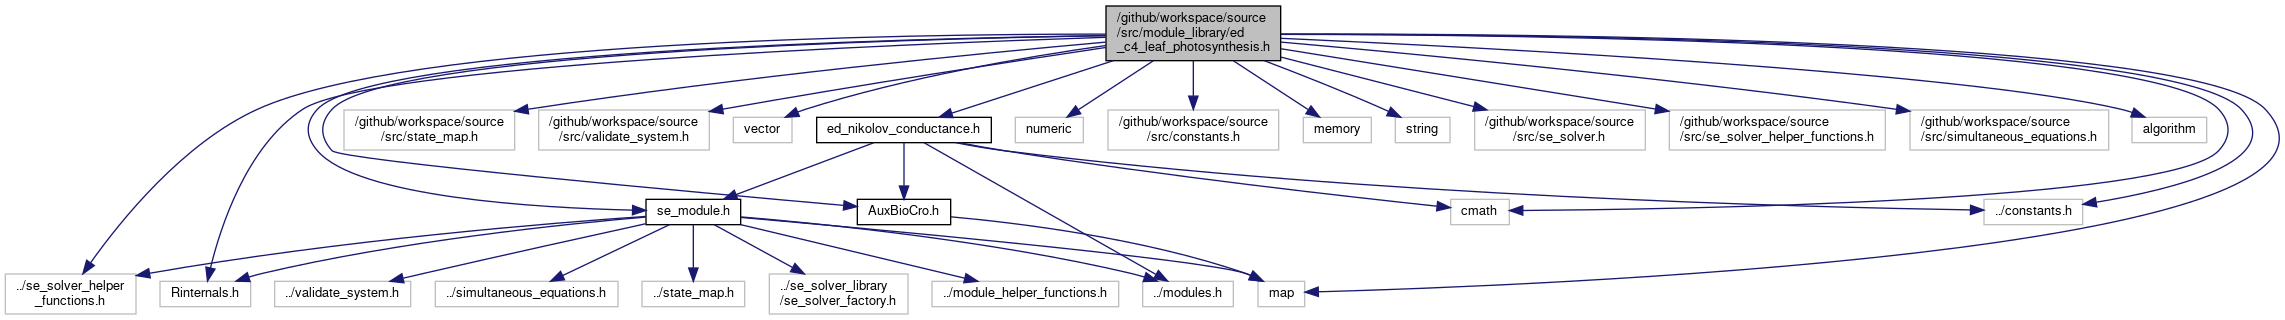 /github/workspace/source
/src/module_library/ed
_c4_leaf_photosynthesis.h
/github/workspace/source
/src/state_map.h
/github/workspace/source
/src/validate_system.h
vector
ed_nikolov_conductance.h
numeric
/github/workspace/source
/src/constants.h
memory
string
/github/workspace/source
/src/se_solver.h
/github/workspace/source
/src/se_solver_helper_functions.h
/github/workspace/source
/src/simultaneous_equations.h
algorithm
se_module.h
AuxBioCro.h
cmath
../constants.h
../se_solver_helper
_functions.h
Rinternals.h
../validate_system.h
../simultaneous_equations.h
../state_map.h
../se_solver_library
/se_solver_factory.h
../module_helper_functions.h
../modules.h
map